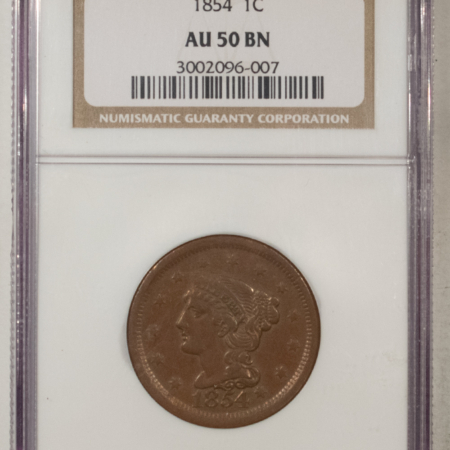 1854 1C
AU 50 BN
3002096-007
NUMISMATIC GUARANTY CORPORATION
1854